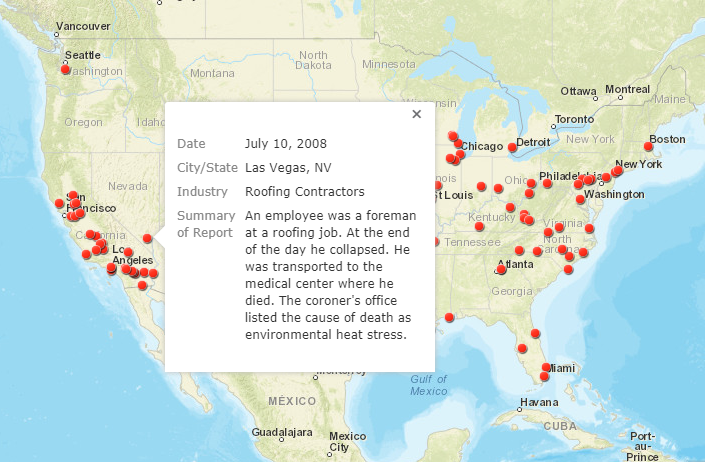 Vancouver
Seattle
Washington
Montana
North
Dakota
Minnesota
Ottawa
Montreal
Maine
Oregon
Idaho
Wisconsin
Toronto
×
Date July 10, 2008
City/State Las Vegas, NV
Industry Roofing Contractors
Summary of Report An employee was a foreman
at a roofing job. At the end
of the day he collapsed. He
was transported to the
medical center where he
died. The coroner's office
listed the cause of death as
environmental heat stress.
Chicago
Detroit
New York
Boston
New York
Philadelphia
Ohio
Washington
Nevada
San
Francisco
nois
St Louis
Kentucky
Virginia
California
Los
Angeles
Tennessee
North
Carolina
Atlanta
Georgia
Miami
Monterrey
Gulf of
Mexico
Havana
MÉXICO
CUBA
Guadalajara
Mexico
City
Port-
au-
Prince